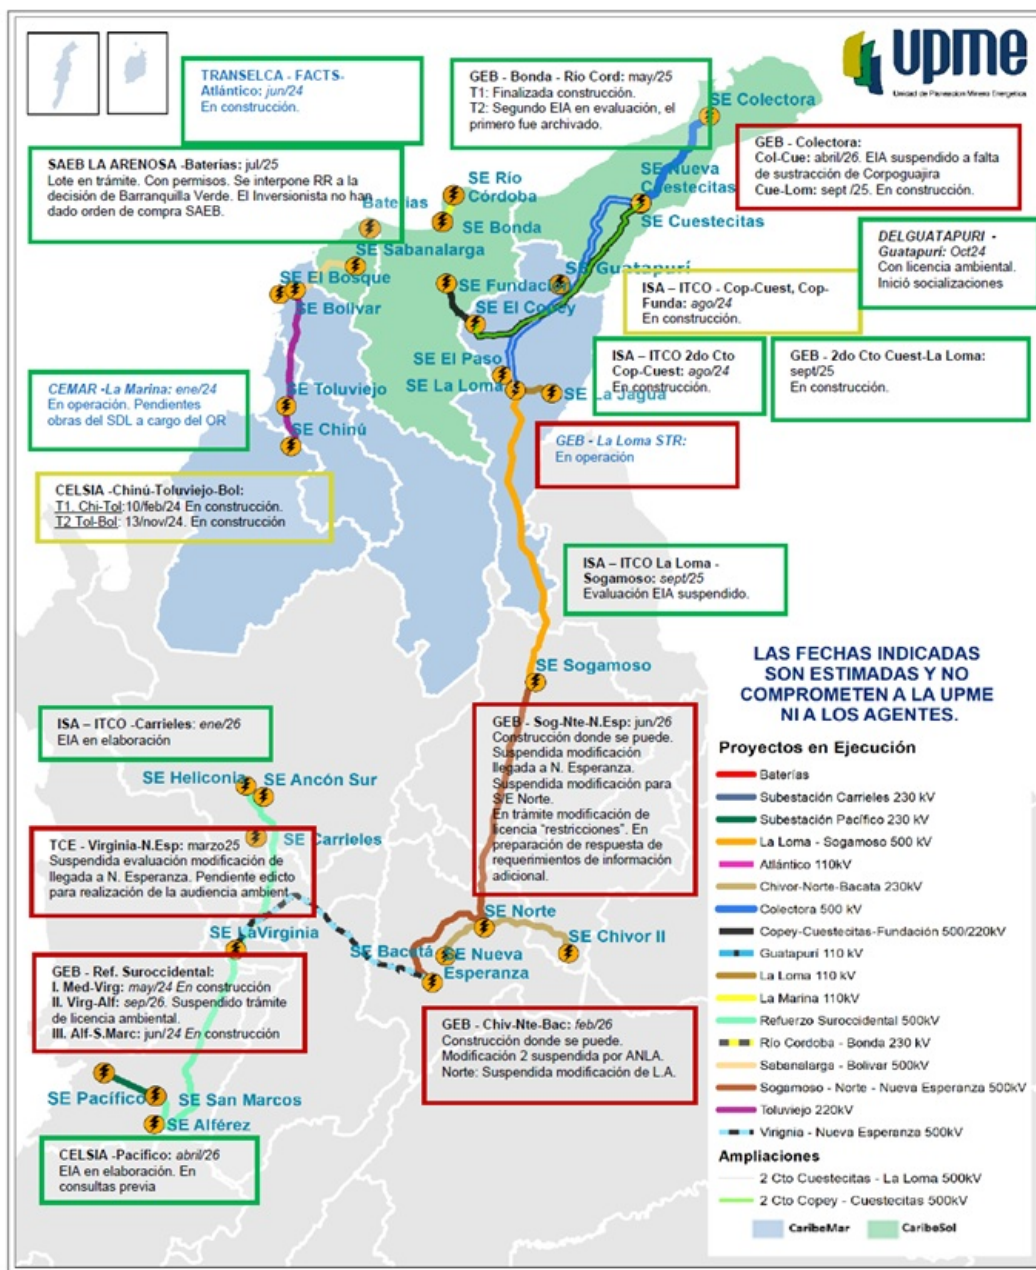 upme
Unidad de Planeación Minero Energética
TRANSELCA - FACTS-
Atlántico: jun/24
En construcción.
GEB - Bonda - Río Cord: may/25
T1: Finalizada construcción.
T2: Segundo EIA en evaluación, el
primero fue archivado.
SE Colectora
GEB - Colectora:
Col-Cue: abril/26. EIA suspendido a falta
de sustracción de Corpoguajira
Cue-Lom: sept /25. En construcción.
SAEB LA ARENOSA -Baterías: jul/25
Lote en trámite. Con permisos. Se interpone RR a la
decisión de Barranquilla Verde. El Inversionista no han
dado orden de compra SAEB.
SE Nueva
Cuestecitas
SE Río
Córdoba
Baterías
SE Bonda
SE Cuestecitas
SE Sabanalarga
DELGUATAPURI -
Guatapurí: Oct24
Con licencia ambiental.
Inició socializaciones
SE El Bosque
SE Bolivar
SE Fundación
SE Guatapurí
SE El Copey
ISA – ITCO - Cop-Cuest, Cop-
Funda: ago/24
En construcción.
SE El Paso
SE La Loma
SE La Jagua
ISA – ITCO 2do Cto
Cop-Cuest: ago/24
En construcción.
GEB - 2do Cto Cuest-La Loma:
sept/25
En construcción.
CEMAR -La Marina: ene/24
En operación. Pendientes
obras del SDL a cargo del OR
SE Toluviejo
SE Chinú
GEB - La Loma STR:
En operación
CELSIA -Chinú-Toluviejo-Bol:
T1. Chi-Tol:10/feb/24 En construcción.
T2 Tol-Bol: 13/nov/24. En construcción
ISA – ITCO La Loma -
Sogamoso: sept/25
Evaluación EIA suspendido.
SE Sogamoso
LAS FECHAS INDICADAS
SON ESTIMADAS Y NO
COMPROMETEN A LA UPME
NI A LOS AGENTES.
ISA – ITCO -Carrieles: ene/26
EIA en elaboración
GEB - Sog-Nte-N.Esp: jun/26
Construcción donde se puede.
Suspendida modificación
llegada a N. Esperanza.
Suspendida modificación para
S/E Norte.
En trámite modificación de
licencia "restricciones". En
preparación de respuesta de
requerimientos de información
adicional.
SE Heliconia
SE Ancón Sur
SE Carrieles
TCE - Virginia-N.Esp: marzo25
Suspendida evaluación modificación de
llegada a N. Esperanza. Pendiente edicto
para realización de la audiencia ambient
SE LaVirginia
SE Norte
SE Bacatá
SE Nueva
Esperanza
SE Chivor II
GEB - Ref. Suroccidental:
I. Med-Virg: may/24 En construcción
II. Virg-Alf: sep/26. Suspendido trámite
de licencia ambiental.
III. Alf-S.Marc: jun/24 En construcción
GEB - Chiv-Nte-Bac: feb/26
Construcción donde se puede.
Modificación 2 suspendida por ANLA.
Norte: Suspendida modificación de L.A.
SE Pacífico
SE San Marcos
SE Alférez
CELSIA -Pacífico: abril/26
EIA en elaboración. En
consultas previa
Proyectos en Ejecución
Baterías
Subestación Carrieles 230 kV
Subestación Pacífico 230 kV
La Loma - Sogamoso 500 kV
Atlántico 110kV
Chivor-Norte-Bacata 230kV
Colectora 500 kV
Copey-Cuestecitas-Fundación 500/220kV
Guatapurí 110 kV
La Loma 110 kV
La Marina 110kV
Refuerzo Suroccidental 500kV
Río Cordoba - Bonda 230 kV
Sabanalarga - Bolivar 500kV
Sogamoso - Norte - Nueva Esperanza 500kV
Toluviejo 220kV
Virignia - Nueva Esperanza 500kV
Ampliaciones
2 Cto Cuestecitas - La Loma 500kV
2 Cto Copey - Cuestecitas 500kV
CaribeMar
CaribeSol